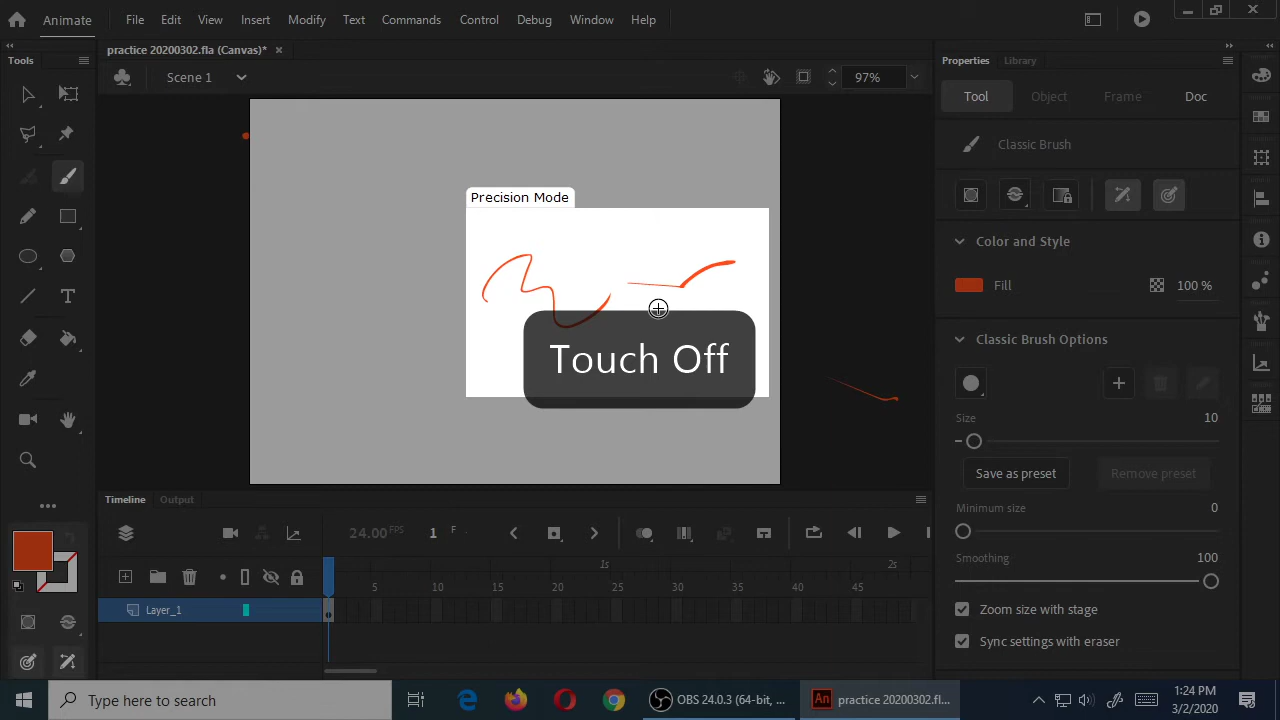 Animate
File Edit View Insert Modify Text Commands Control Debug Window Help
practice 20200302.fla (Canvas)*
Tools
Properties Library
Scene 1
97%
Tool Object Frame Doc
Classic Brush
Precision Mode
Color and Style
Fill 100 %
Touch Off
Classic Brush Options
Size 10
Save as preset Remove preset
Minimum size 0
Smoothing 100
Zoom size with stage
Sync settings with eraser
Timeline Output
24.00 FPS 1 F
1s 2s
5 10 15 20 25 30 35 40 45
Layer_1
Type here to search
OBS 24.0.3 (64-bit, ...
An practice 20200302.fl...
1:24 PM
3/2/2020